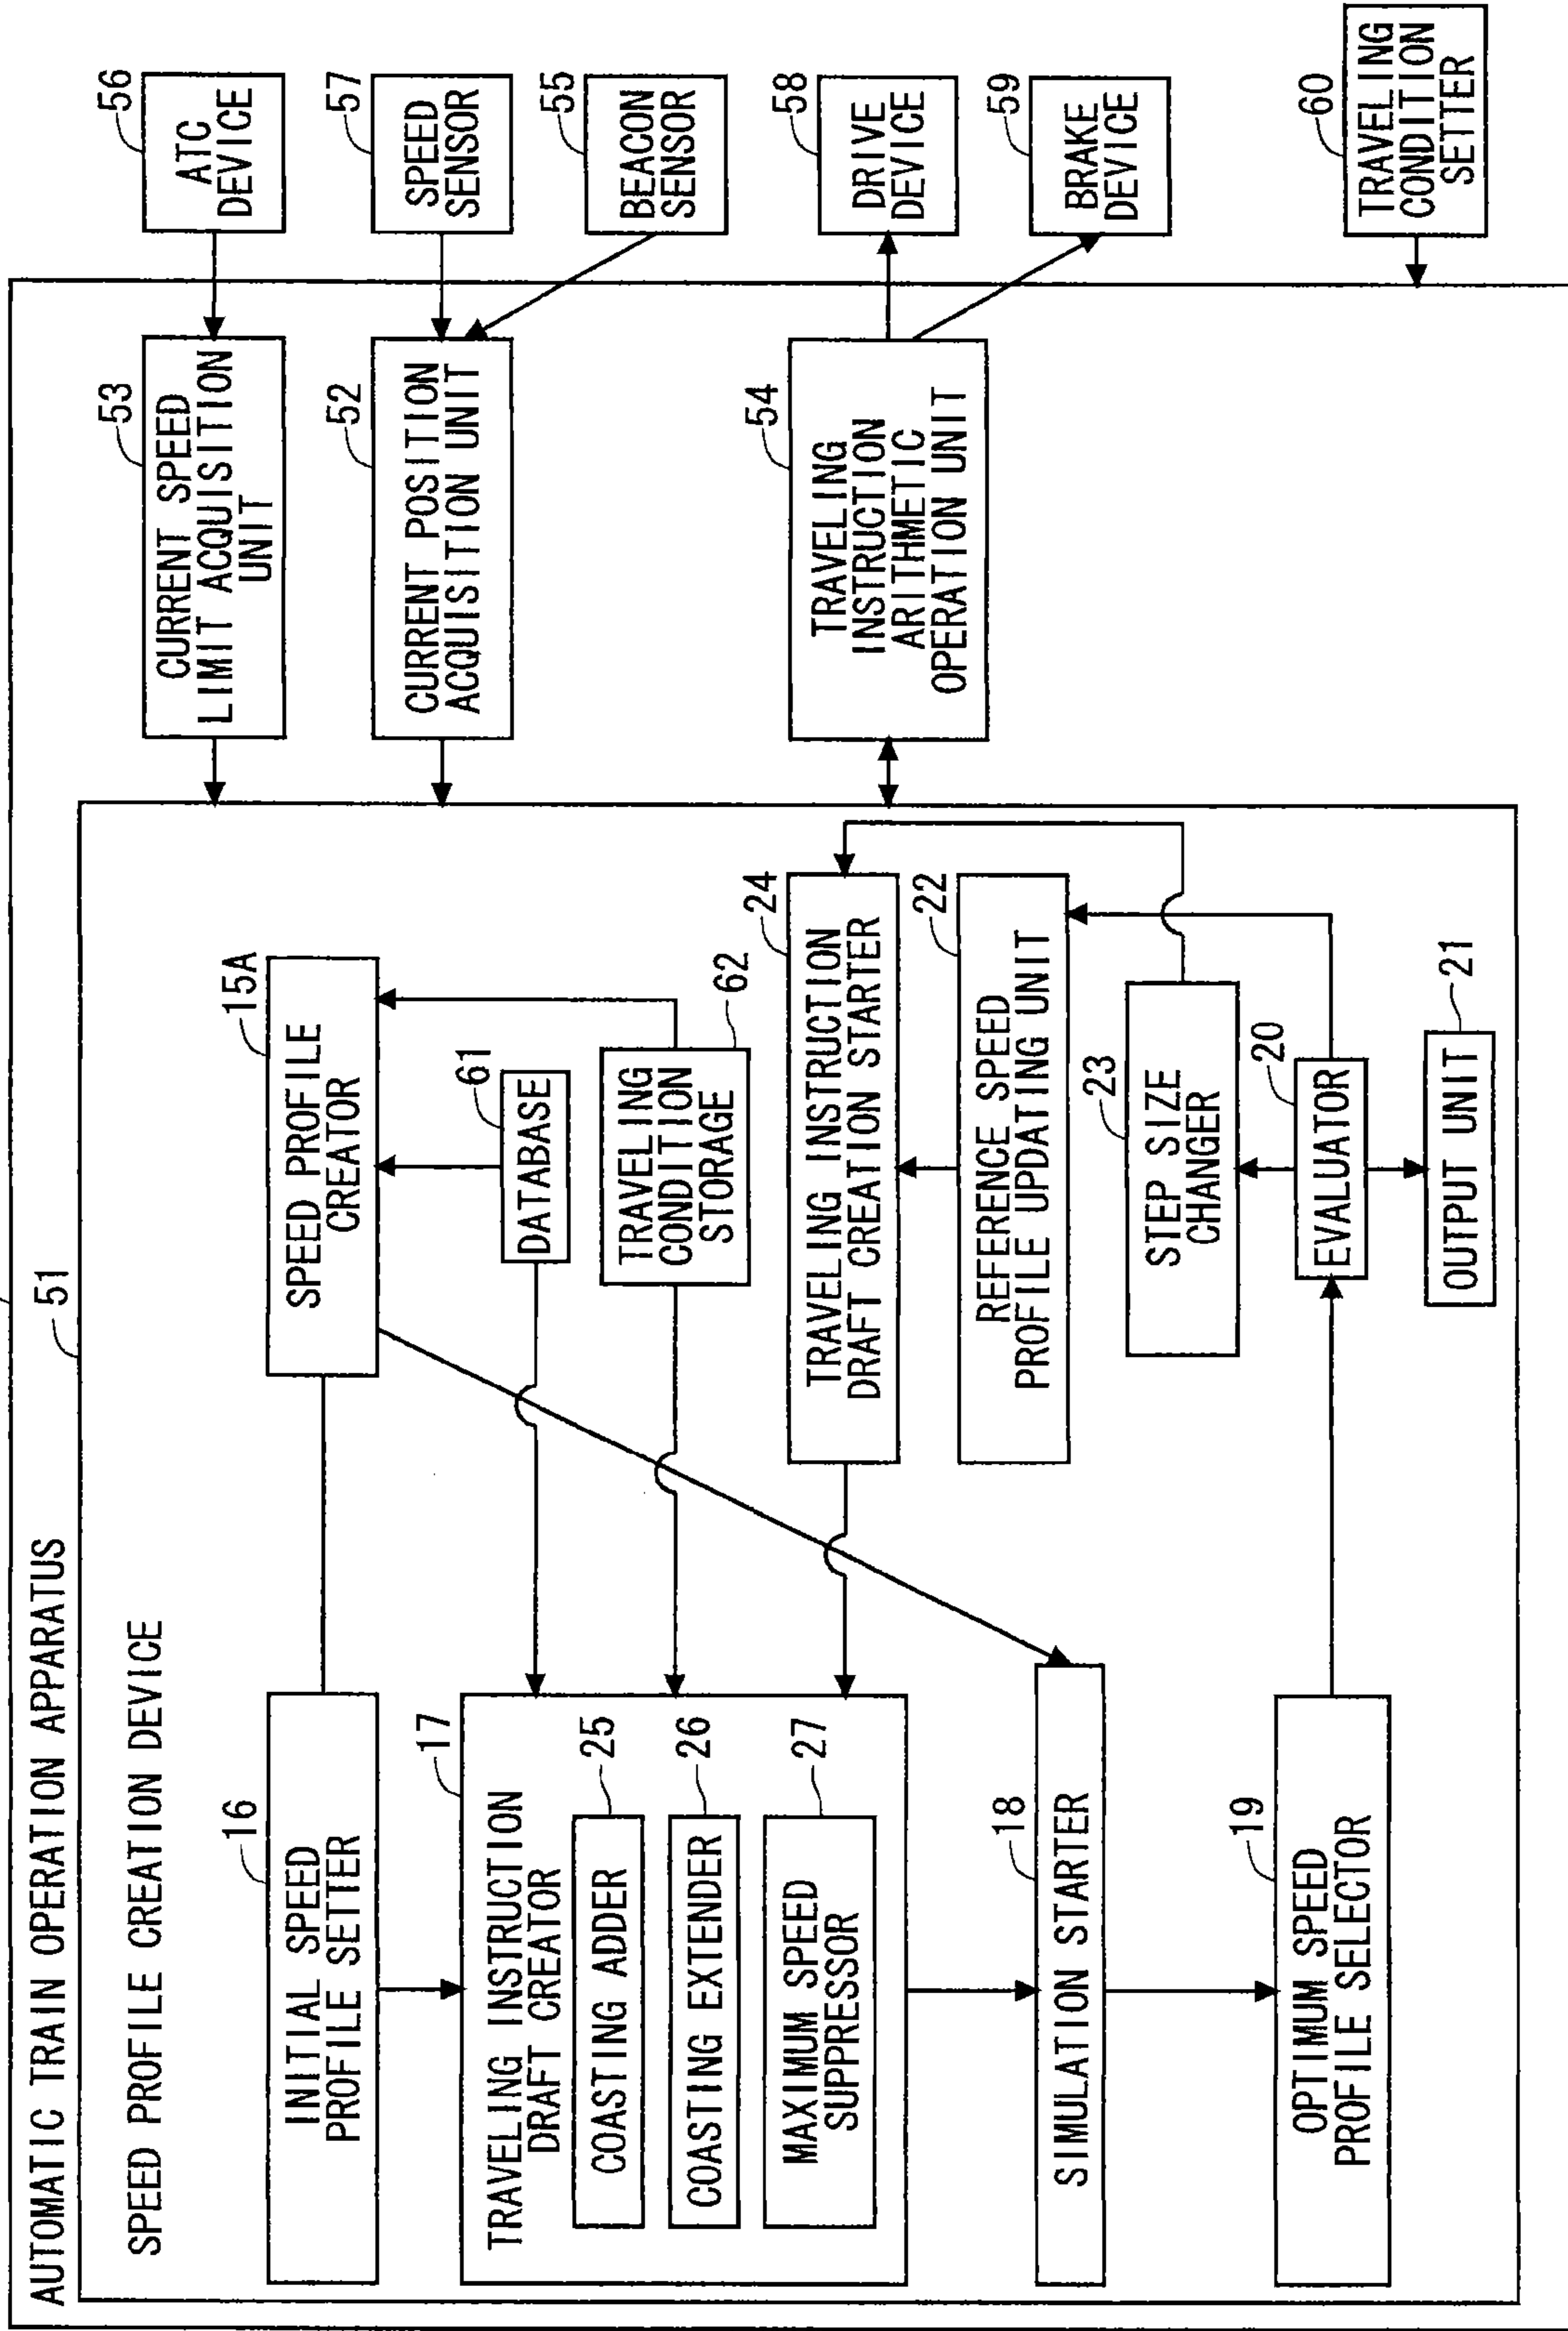 AUTOMATIC TRAIN OPERATION APPARATUS
51
SPEED PROFILE CREATION DEVICE
16
INITIAL SPEED
PROFILE SETTER
15A
SPEED PROFILE
CREATOR
61
DATABASE
62
TRAVELING
CONDITION
STORAGE
17
TRAVELING INSTRUCTION
DRAFT CREATOR
25
COASTING ADDER
26
COASTING EXTENDER
27
MAXIMUM SPEED
SUPPRESSOR
24
TRAVELING INSTRUCTION
DRAFT CREATION STARTER
22
REFERENCE SPEED
PROFILE UPDATING UNIT
18
SIMULATION STARTER
23
STEP SIZE
CHANGER
19
OPTIMUM SPEED
PROFILE SELECTOR
20
EVALUATOR
21
OUTPUT UNIT
53
CURRENT SPEED
LIMIT ACQUISITION
UNIT
52
CURRENT POSITION
ACQUISITION UNIT
54
TRAVELING
INSTRUCTION
ARITHMETIC
OPERATION UNIT
56
ATC
DEVICE
57
SPEED
SENSOR
55
BEACON
SENSOR
58
DRIVE
DEVICE
59
BRAKE
DEVICE
60
TRAVELING
CONDITION
SETTER